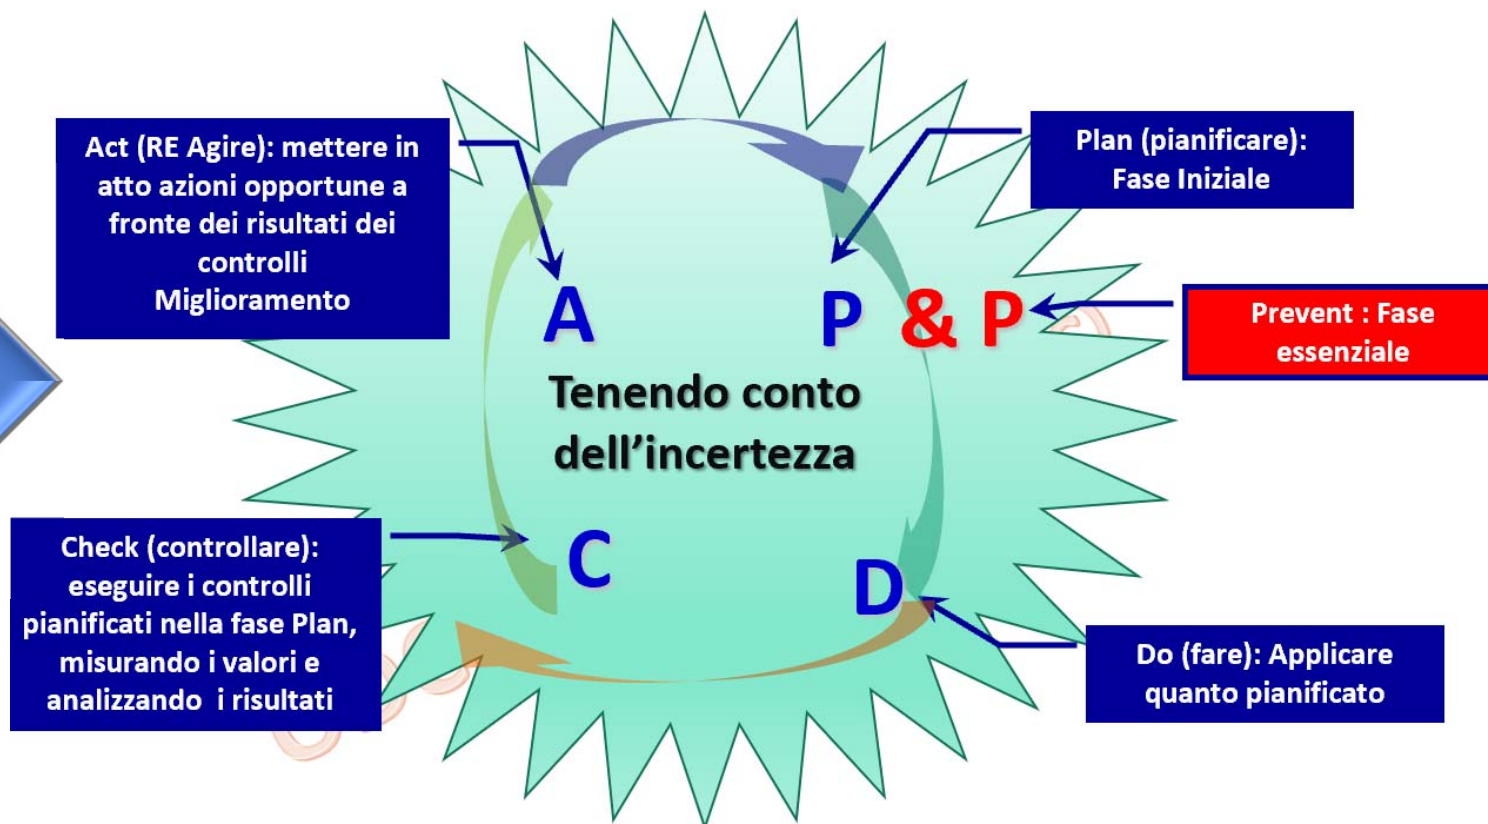 Act (RE Agire): mettere in
atto azioni opportune a
fronte dei risultati dei
controlli
Miglioramento
Plan (pianificare):
Fase Iniziale
A
P & P
Prevent : Fase
essenziale
Tenendo conto
dell’incertezza
C
D
Check (controllare):
eseguire i controlli
pianificati nella fase Plan,
misurando i valori e
analizzando i risultati
Do (fare): Applicare
quanto pianificato